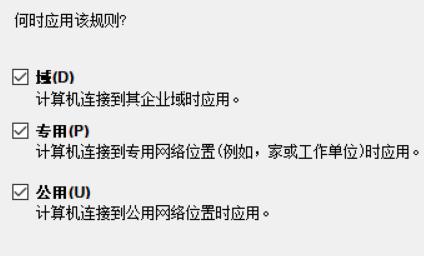 何时应用该规则?
域(D)
计算机连接到其企业域时应用。
专用(P)
计算机连接到专用网络位置(例如，家或工作单位)时应用。
公用(U)
计算机连接到公用网络位置时应用。